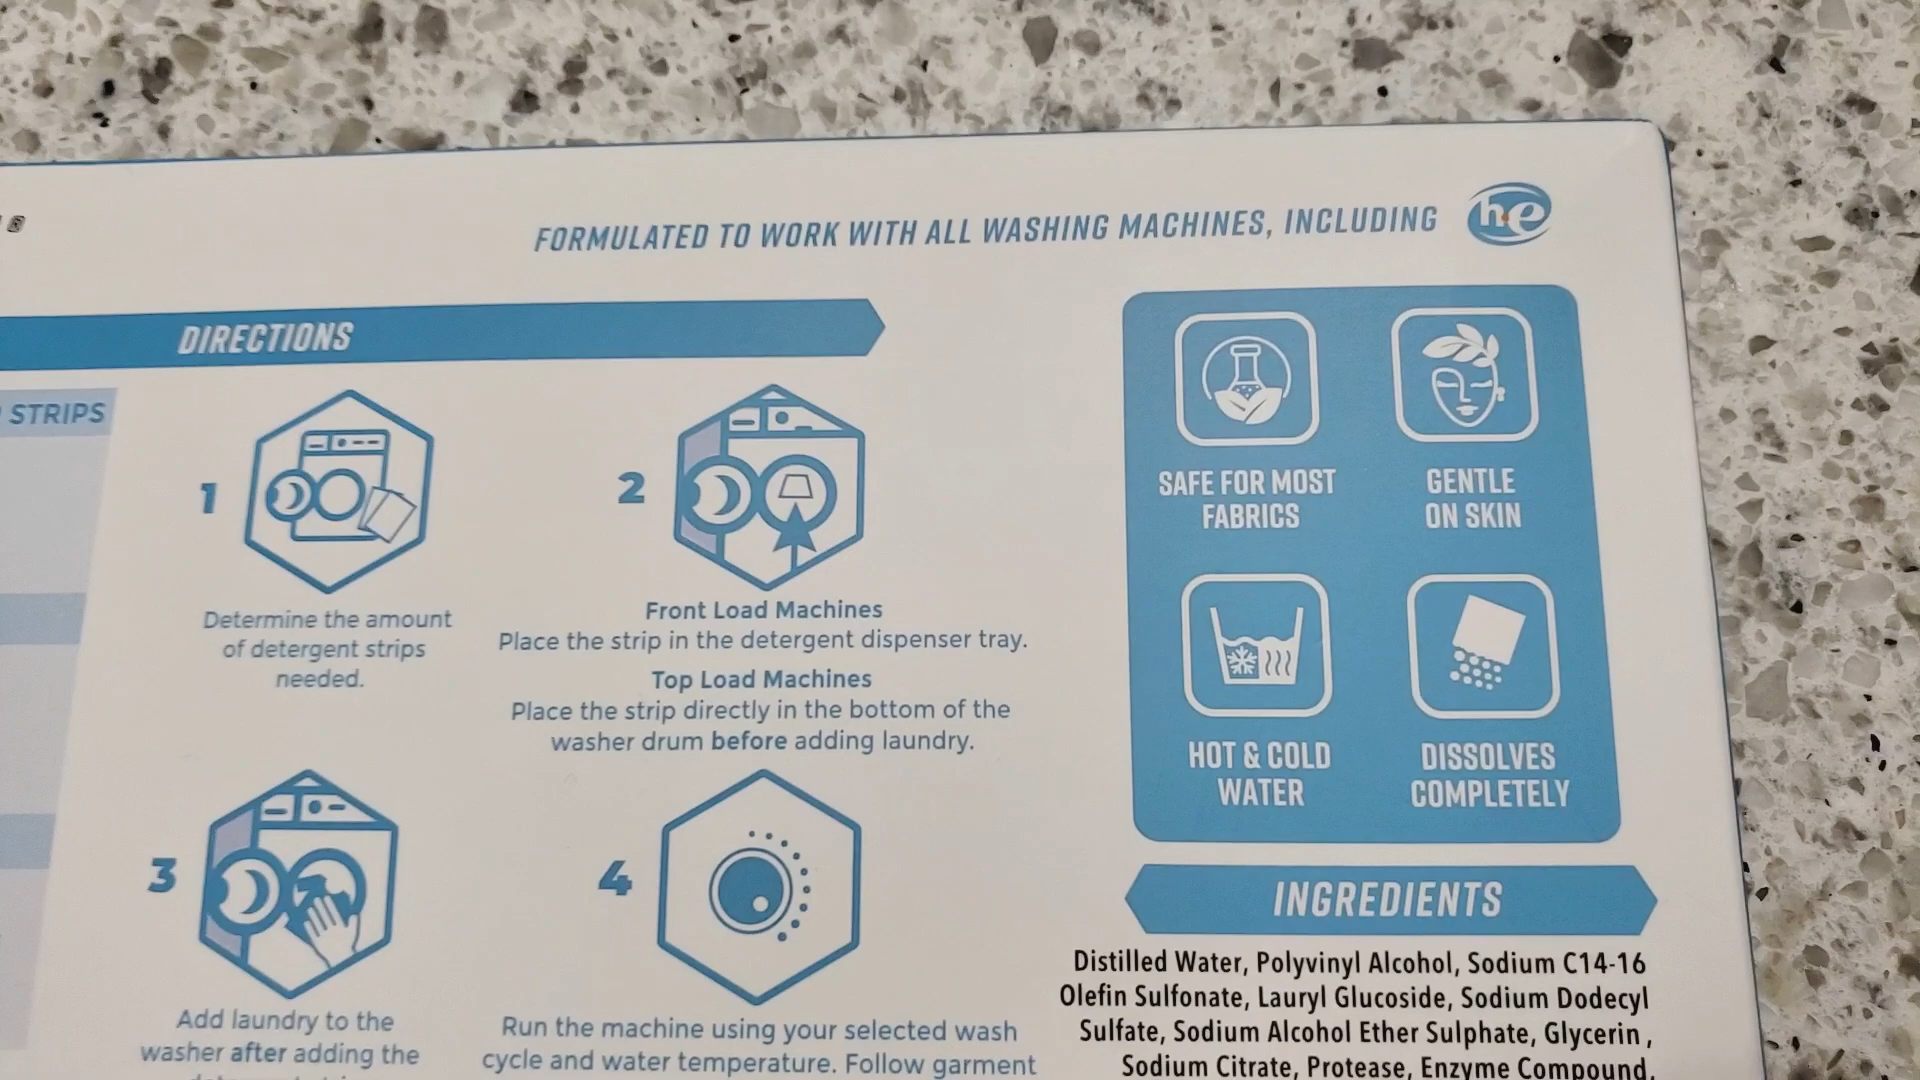 FORMULATED TO WORK WITH ALL WASHING MACHINES, INCLUDING he
DIRECTIONS
STRIPS
1
Determine the amount
of detergent strips
needed.
2
Front Load Machines
Place the strip in the detergent dispenser tray.
Top Load Machines
Place the strip directly in the bottom of the
washer drum before adding laundry.
3
Add laundry to the
washer after adding the
4
Run the machine using your selected wash
cycle and water temperature. Follow garment
SAFE FOR MOST
FABRICS
GENTLE
ON SKIN
HOT & COLD
WATER
DISSOLVES
COMPLETELY
INGREDIENTS
Distilled Water, Polyvinyl Alcohol, Sodium C14-16
Olefin Sulfonate, Lauryl Glucoside, Sodium Dodecyl
Sulfate, Sodium Alcohol Ether Sulphate, Glycerin ,
Sodium Citrate, Protease, Enzyme Compound,